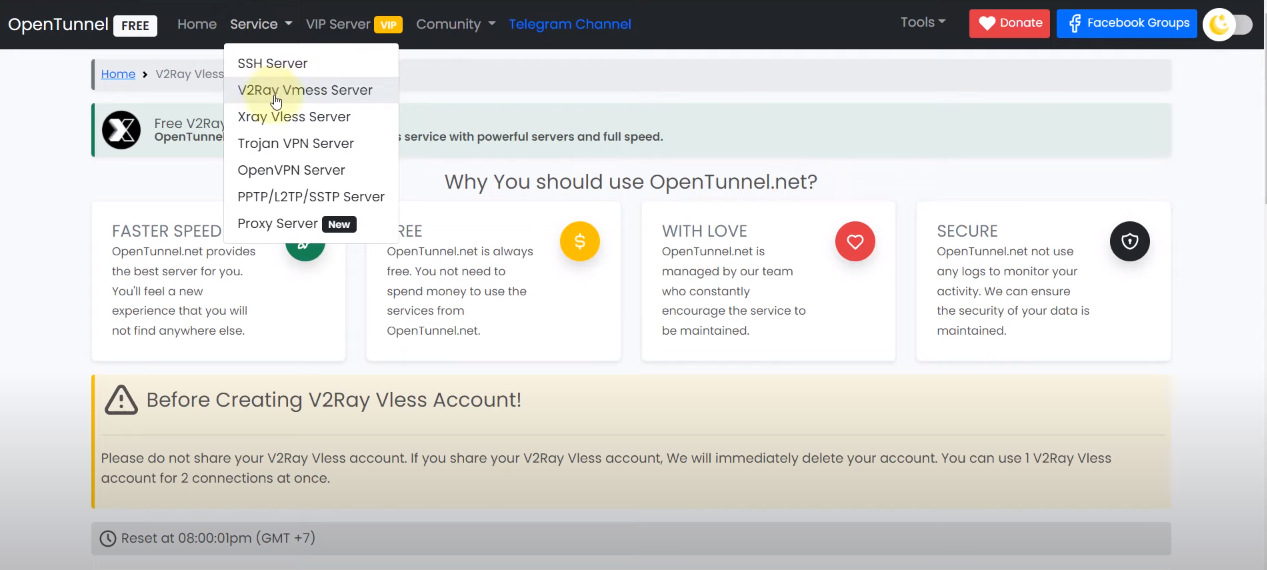 OpenTunnel FREE Home Service VIP Server VIP Comunity Telegram Channel Tools Donate Facebook Groups
SSH Server
V2Ray Vmess Server
Xray Vless Server
Trojan VPN Server
OpenVPN Server
PPTP/L2TP/SSTP Server
Proxy Server New
Home › V2Ray Vless
Free V2Ray
OpenTunnel s service with powerful servers and full speed.
Why You should use OpenTunnel.net?
FASTER SPEED
OpenTunnel.net provides
the best server for you.
You'll feel a new
experience that you will
not find anywhere else.
REE
OpenTunnel.net is always
free. You not need to
spend money to use the
services from
OpenTunnel.net.
WITH LOVE
OpenTunnel.net is
managed by our team
who constantly
encourage the service to
be maintained.
SECURE
OpenTunnel.net not use
any logs to monitor your
activity. We can ensure
the security of your data is
maintained.
Before Creating V2Ray Vless Account!
Please do not share your V2Ray Vless account. If you share your V2Ray Vless account, We will immediately delete your account. You can use 1 V2Ray Vless
account for 2 connections at once.
Reset at 08:00:01pm (GMT +7)